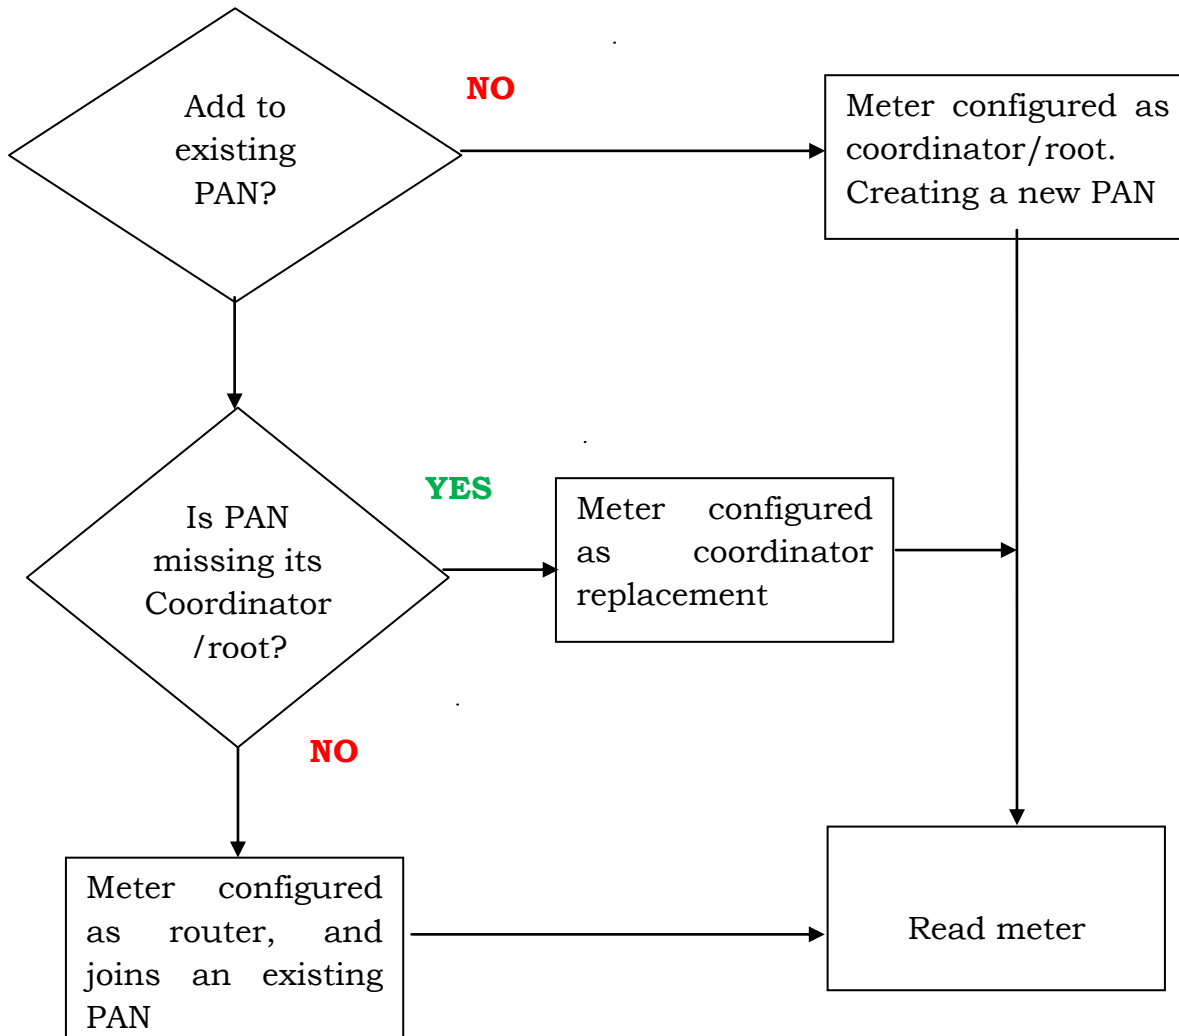 Add to
existing
PAN?
NO
Meter configured as
coordinator/root.
Creating a new PAN
Is PAN
missing its
Coordinator
/root?
YES
Meter configured
as coordinator
replacement
NO
Meter configured
as router, and
joins an existing
PAN
Read meter